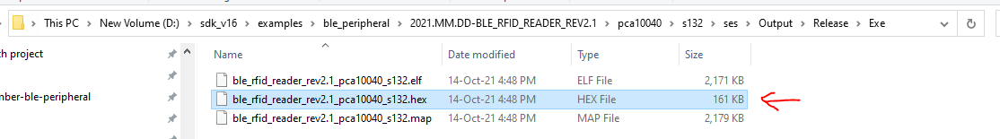 This PC > New Volume (D:) > sdk_v16 > examples > ble_peripheral > 2021.MM.DD-BLE_RFID_READER_REV2.1 > pca10040 > s132 > ses > Output > Release > Exe
th project
mber-ble-peripheral
Name Date modified Type Size
ble_rfid_reader_rev2.1_pca10040_s132.elf 14-Oct-21 4:48 PM ELF File 2,171 KB
ble_rfid_reader_rev2.1_pca10040_s132.hex 14-Oct-21 4:48 PM HEX File 161 KB
ble_rfid_reader_rev2.1_pca10040_s132.map 14-Oct-21 4:48 PM MAP File 2,179 KB